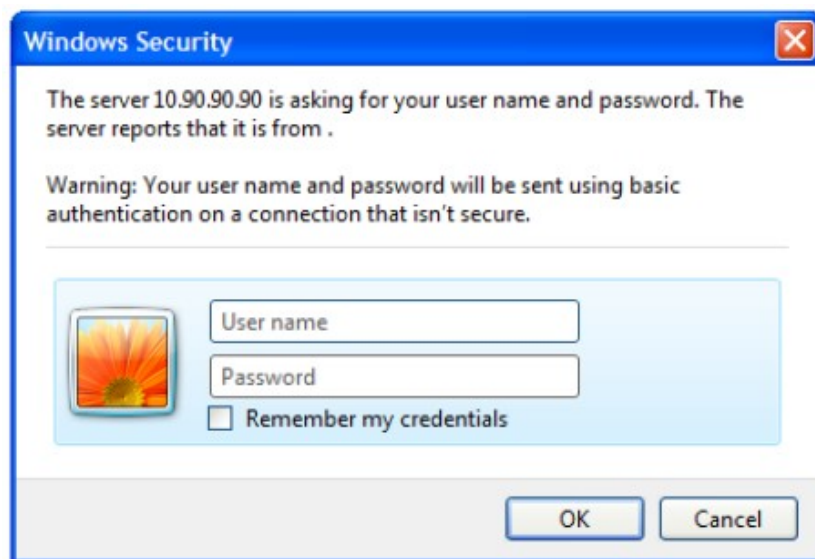 Windows Security
The server 10.90.90.90 is asking for your user name and password. The
server reports that it is from .
Warning: Your user name and password will be sent using basic
authentication on a connection that isn't secure.
User name
Password
Remember my credentials
OK
Cancel